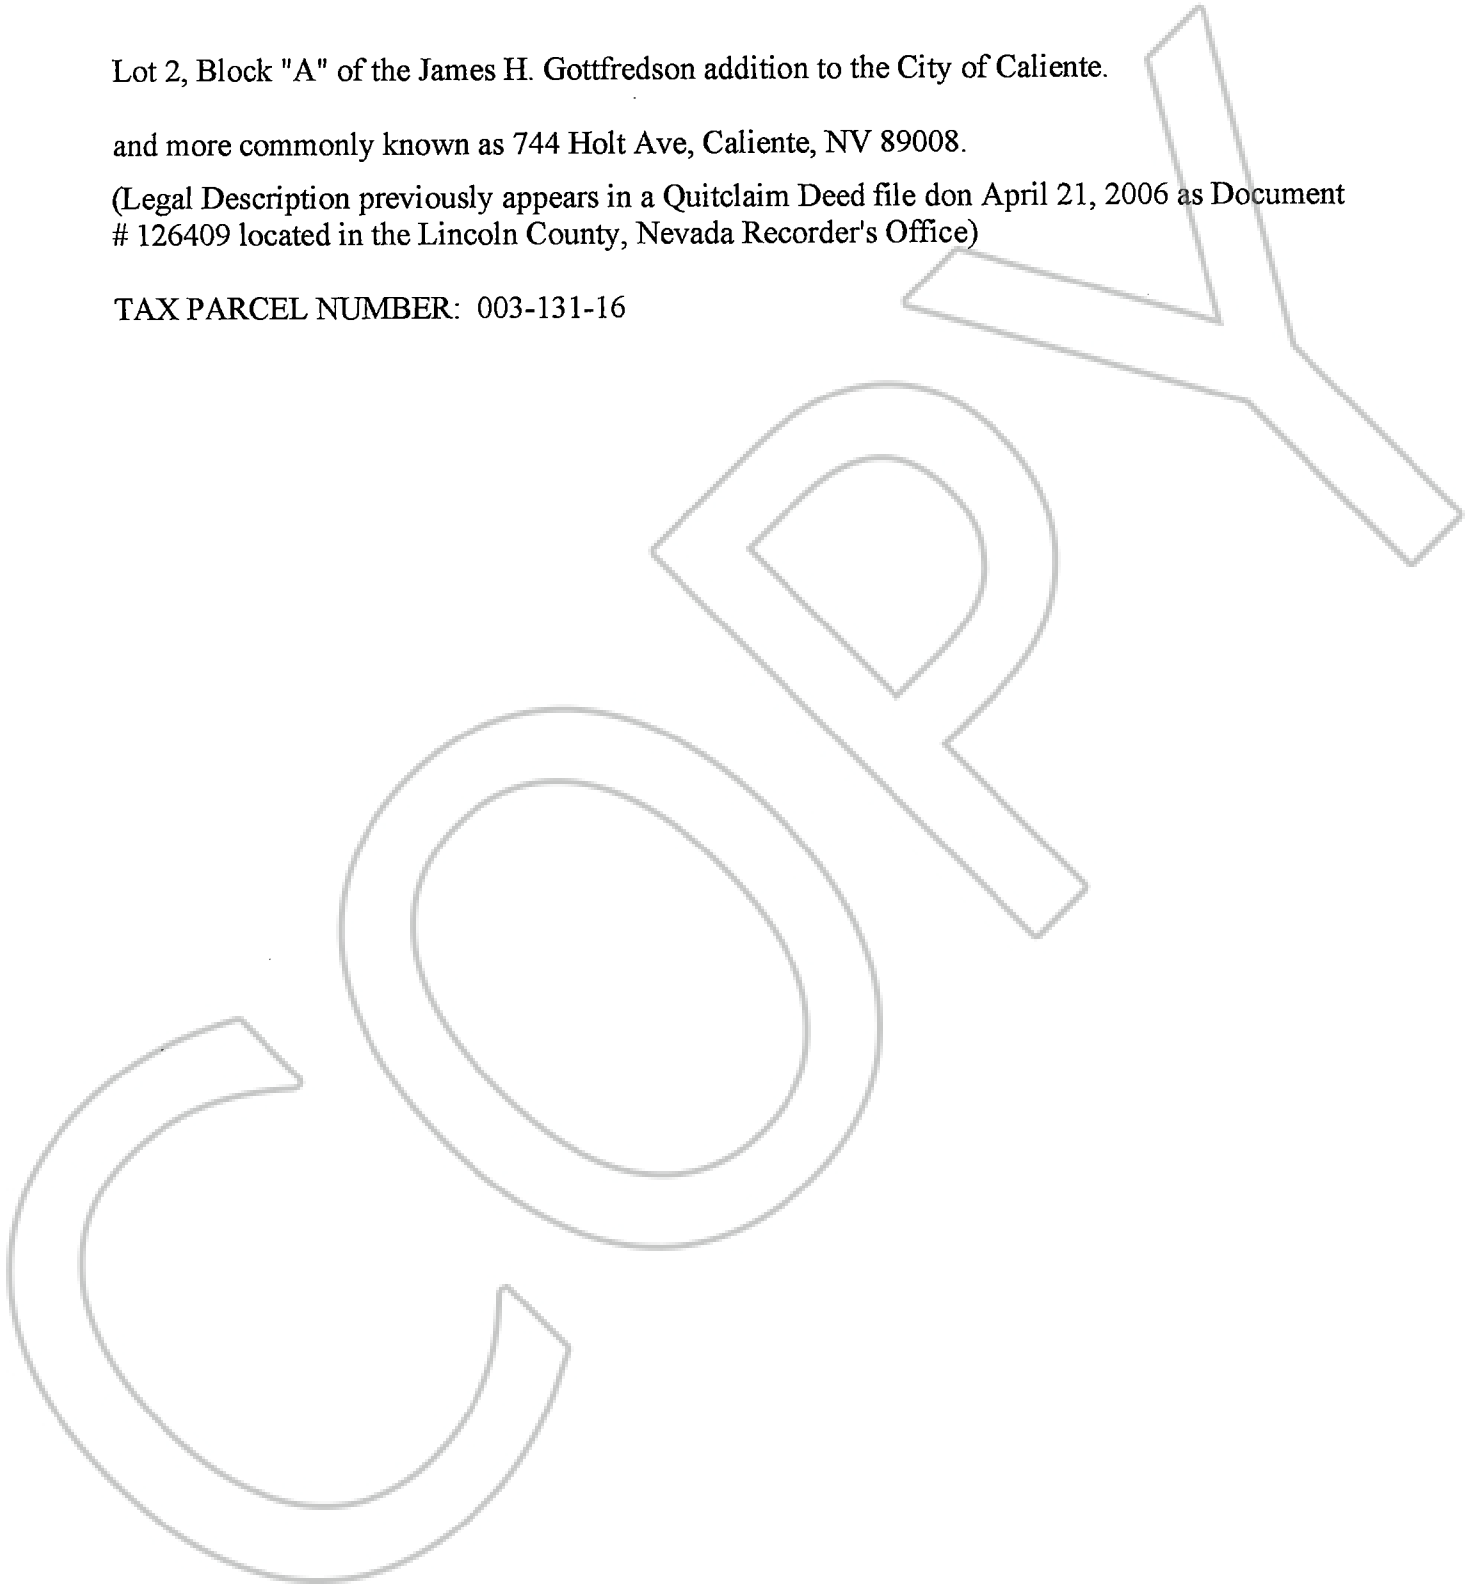 Lot 2, Block "A" of the James H. Gottfredson addition to the City of Caliente.
and more commonly known as 744 Holt Ave, Caliente, NV 89008.
(Legal Description previously appears in a Quitclaim Deed file don April 21, 2006 as Document
# 126409 located in the Lincoln County, Nevada Recorder's Office)
TAX PARCEL NUMBER: 003-131-16
COPY